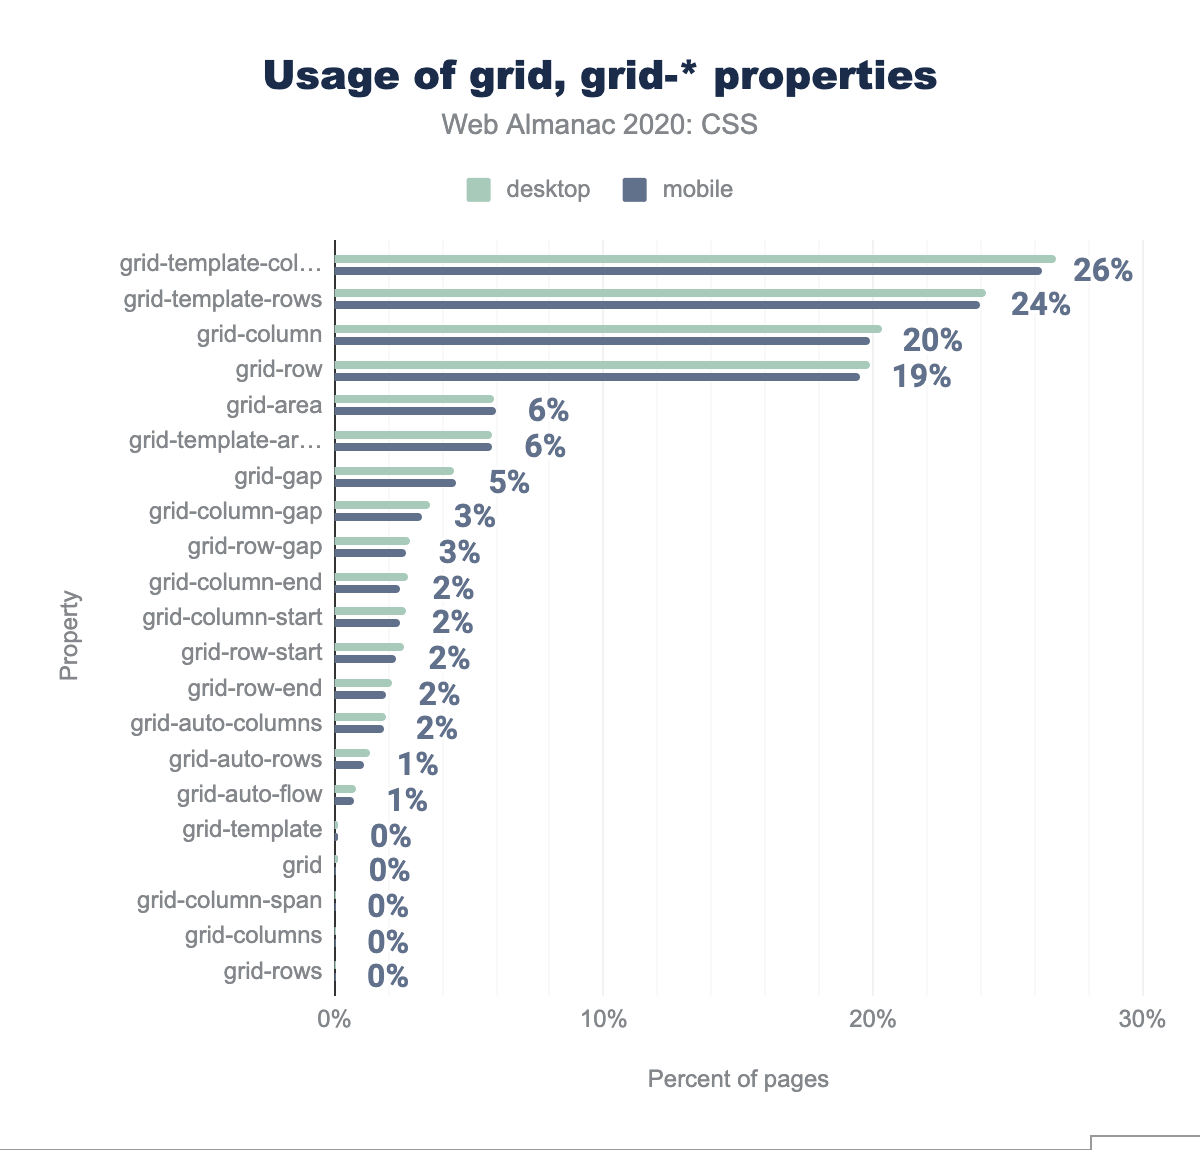 Usage of grid, grid-* properties
Web Almanac 2020: CSS
desktop mobile
grid-template-col… 26%
grid-template-rows 24%
grid-column 20%
grid-row 19%
grid-area 6%
grid-template-ar… 6%
grid-gap 5%
grid-column-gap 3%
grid-row-gap 3%
grid-column-end 2%
grid-column-start 2%
grid-row-start 2%
grid-row-end 2%
grid-auto-columns 2%
grid-auto-rows 1%
grid-auto-flow 1%
grid-template 0%
grid 0%
grid-column-span 0%
grid-columns 0%
grid-rows 0%
Property
0% 10% 20% 30%
Percent of pages